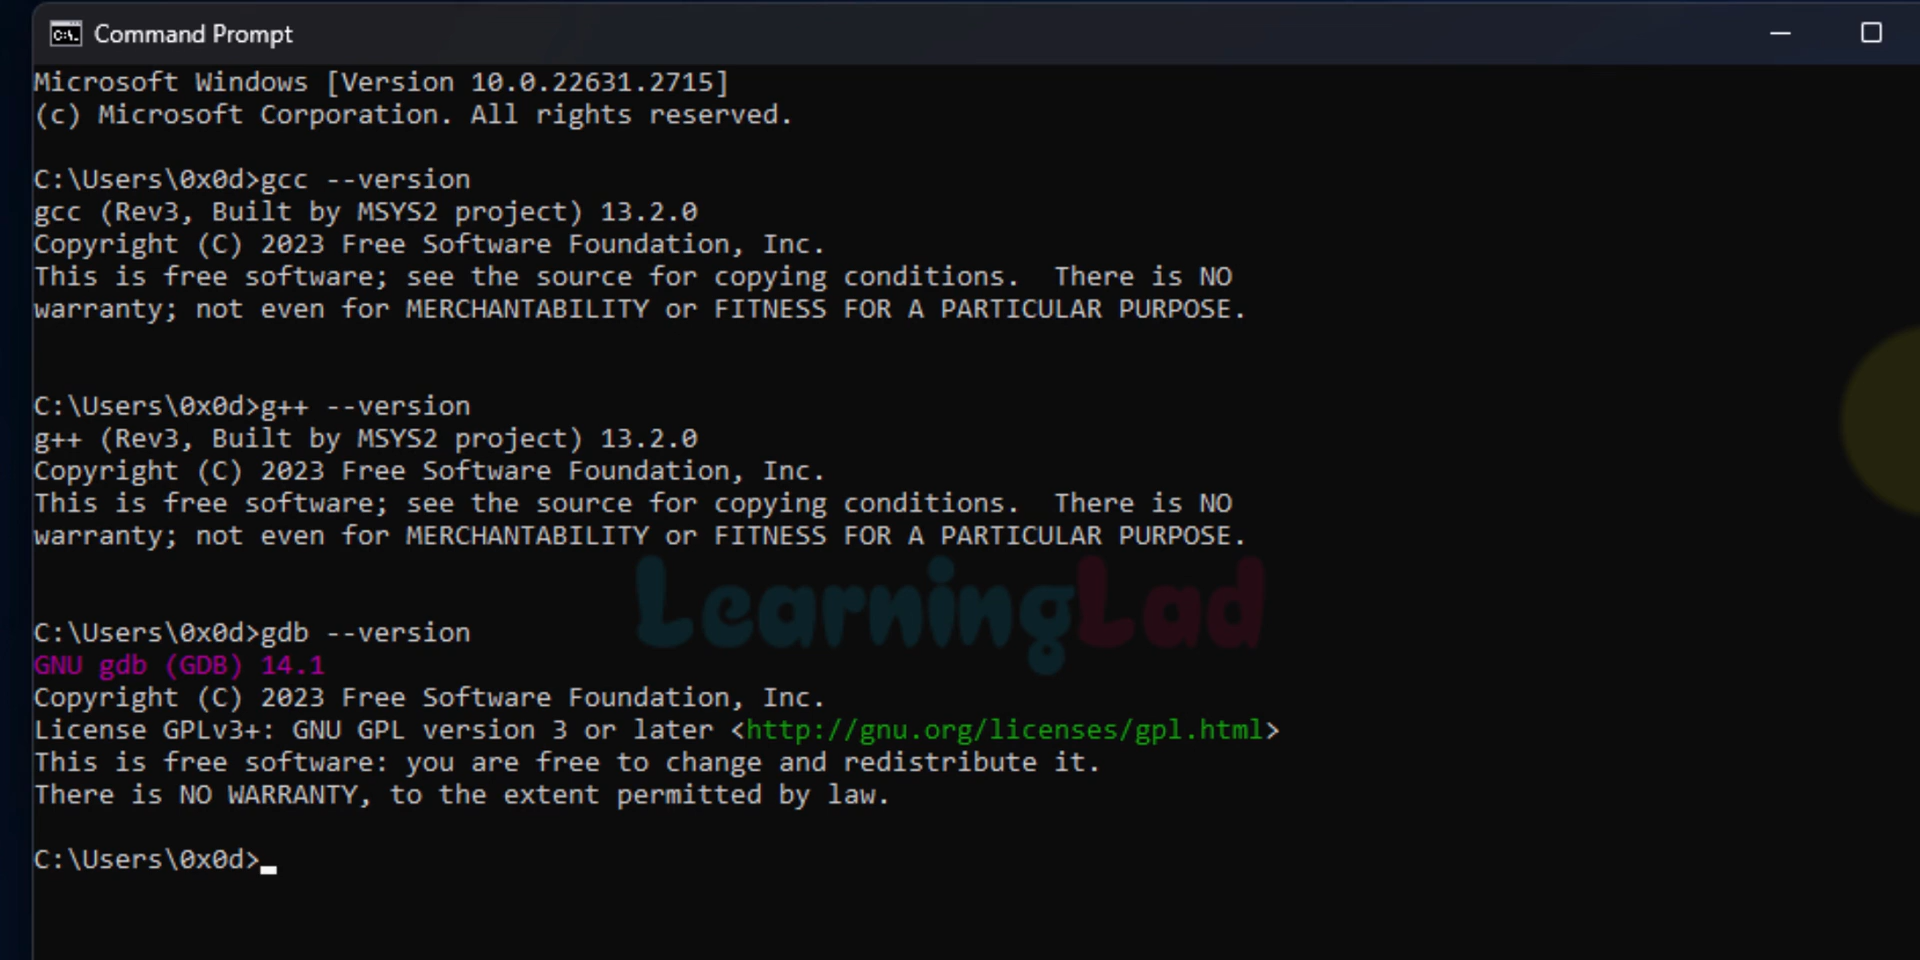 Command Prompt
Microsoft Windows [Version 10.0.22631.2715]
(c) Microsoft Corporation. All rights reserved.
C:\Users\0x0d>gcc --version
gcc (Rev3, Built by MSYS2 project) 13.2.0
Copyright (C) 2023 Free Software Foundation, Inc.
This is free software; see the source for copying conditions.  There is NO
warranty; not even for MERCHANTABILITY or FITNESS FOR A PARTICULAR PURPOSE.
C:\Users\0x0d>g++ --version
g++ (Rev3, Built by MSYS2 project) 13.2.0
Copyright (C) 2023 Free Software Foundation, Inc.
This is free software; see the source for copying conditions.  There is NO
warranty; not even for MERCHANTABILITY or FITNESS FOR A PARTICULAR PURPOSE.
LearningLad
C:\Users\0x0d>gdb --version
GNU gdb (GDB) 14.1
Copyright (C) 2023 Free Software Foundation, Inc.
License GPLv3+: GNU GPL version 3 or later <http://gnu.org/licenses/gpl.html>
This is free software: you are free to change and redistribute it.
There is NO WARRANTY, to the extent permitted by law.
C:\Users\0x0d>